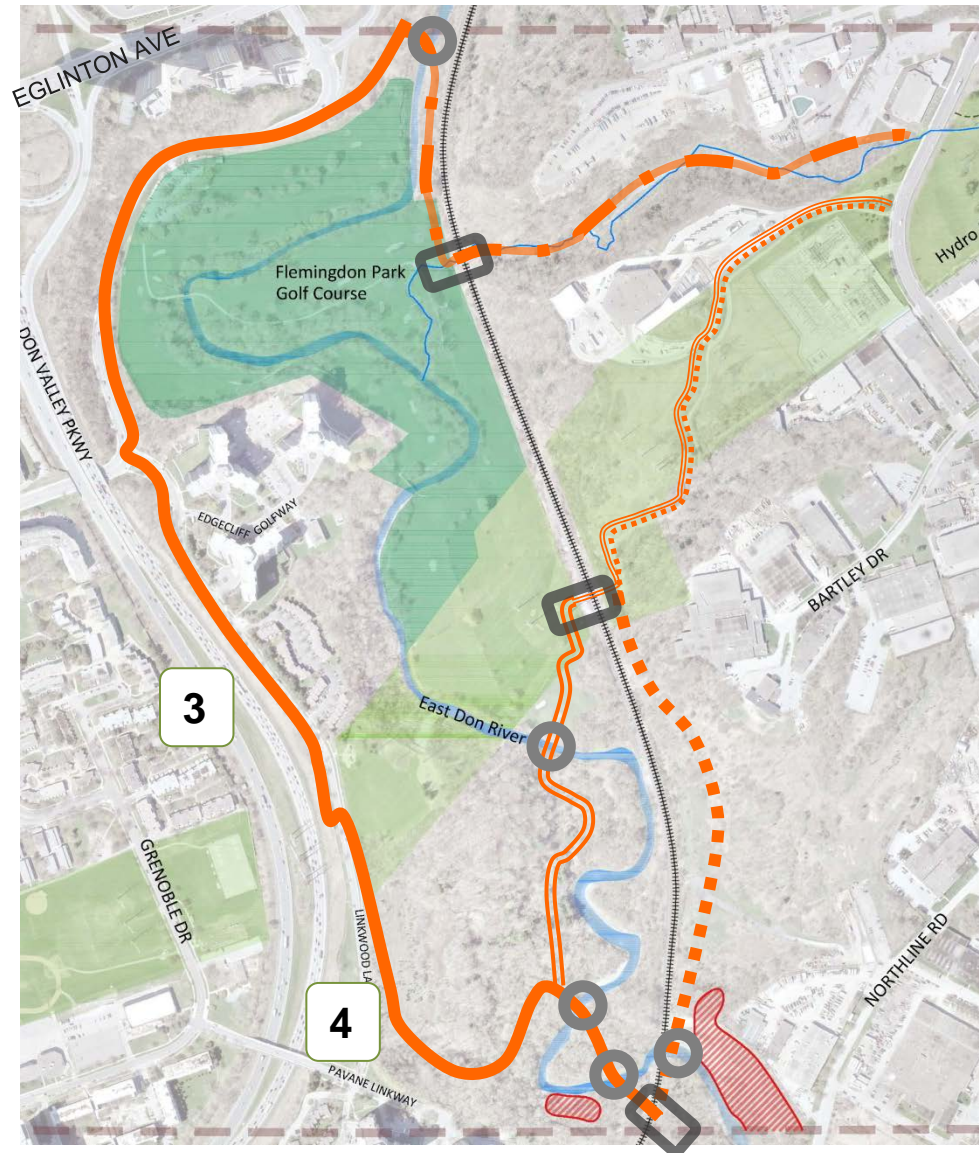 EGLINTON AVE
Hydro
Flemingdon Park
Golf Course
DON VALLEY PKWY
EDGECLIFF GOLFWAY
BARTLEY DR
3
East Don River
GRENOBLE DR
LINKWOOD LA
NORTHLINE RD
4
PAVANE LINKWAY